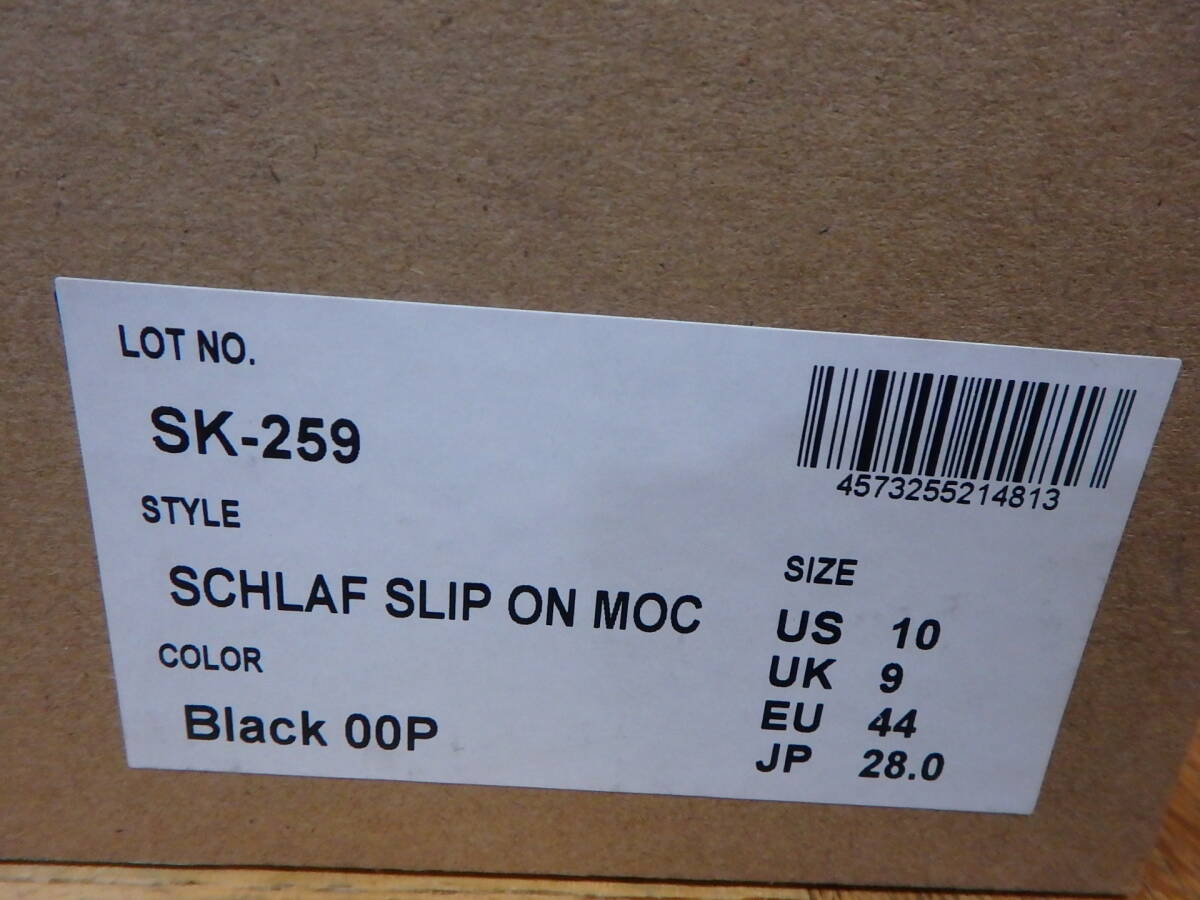 LOT NO.
SK-259
STYLE
SCHLAF SLIP ON MOC
COLOR
Black 00P
4573255214813
SIZE
US 10
UK 9
EU 44
JP 28.0